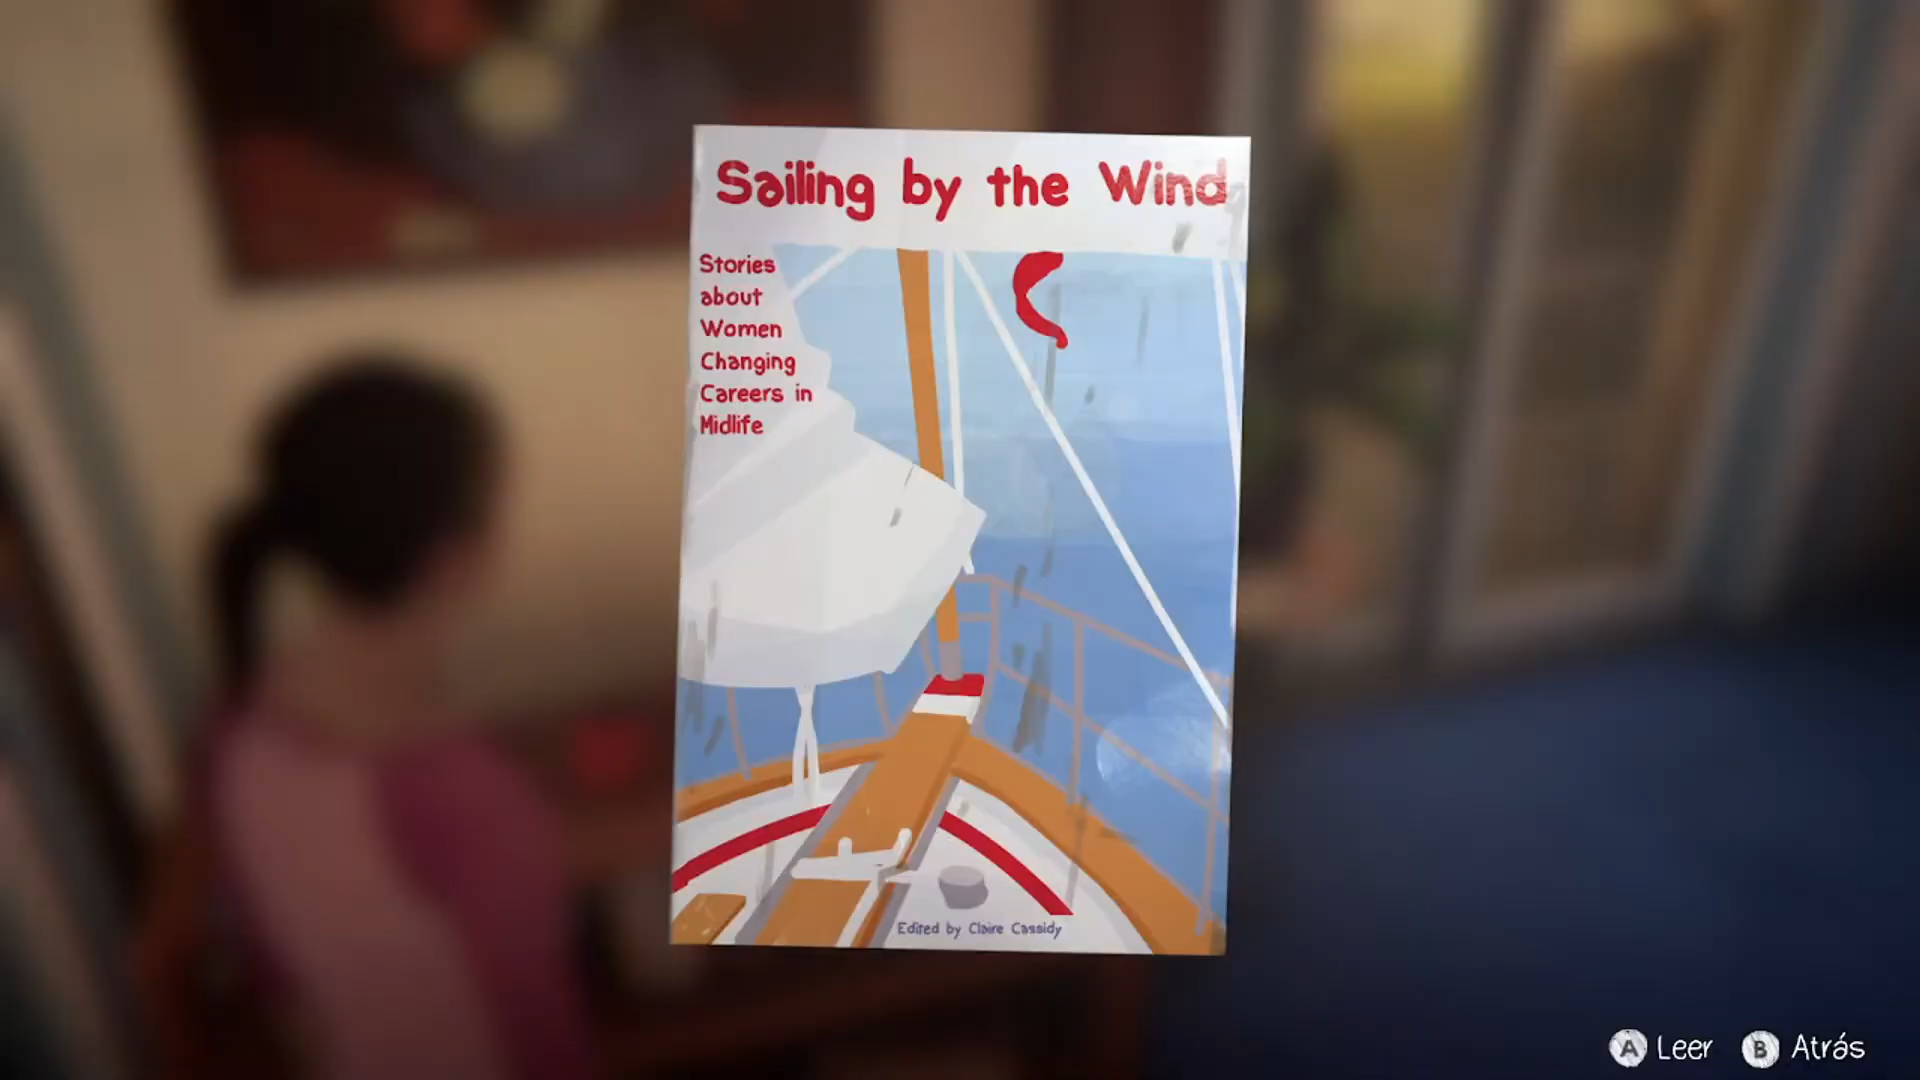 Sailing by the Wind
Stories
about
Women
Changing
Careers in
Midlife
Edited by Claire Cassidy
A Leer B Atrás